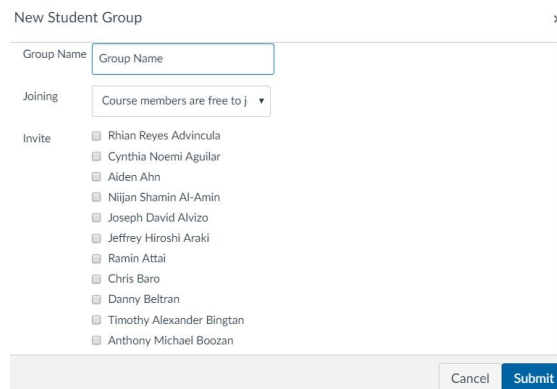 New Student Group
Group Name
Group Name
Joining
Course members are free to j
Invite
Rhian Reyes Advincula
Cynthia Noemi Aguilar
Aiden Ahn
Niijan Shamin Al-Amin
Joseph David Alvizo
Jeffrey Hiroshi Araki
Ramin Attai
Chris Baro
Danny Beltran
Timothy Alexander Bingtan
Anthony Michael Boozan
Cancel
Submit